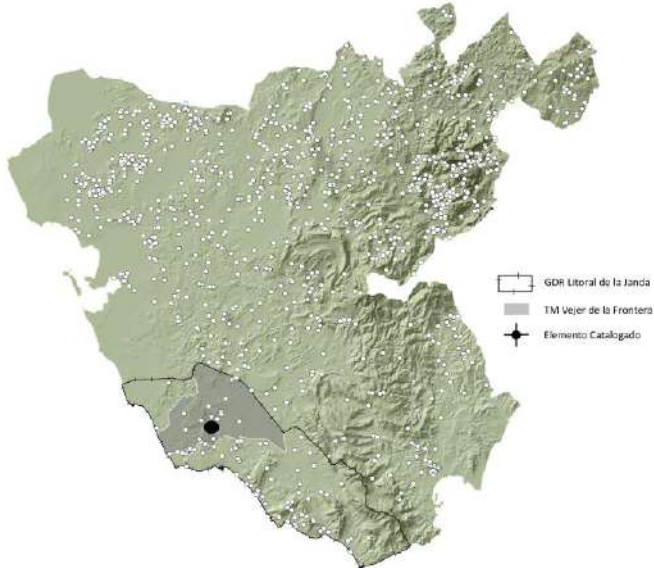 GDR Litoral de la Janda
TM Vejer de la Frontera
Elemento Catalogado